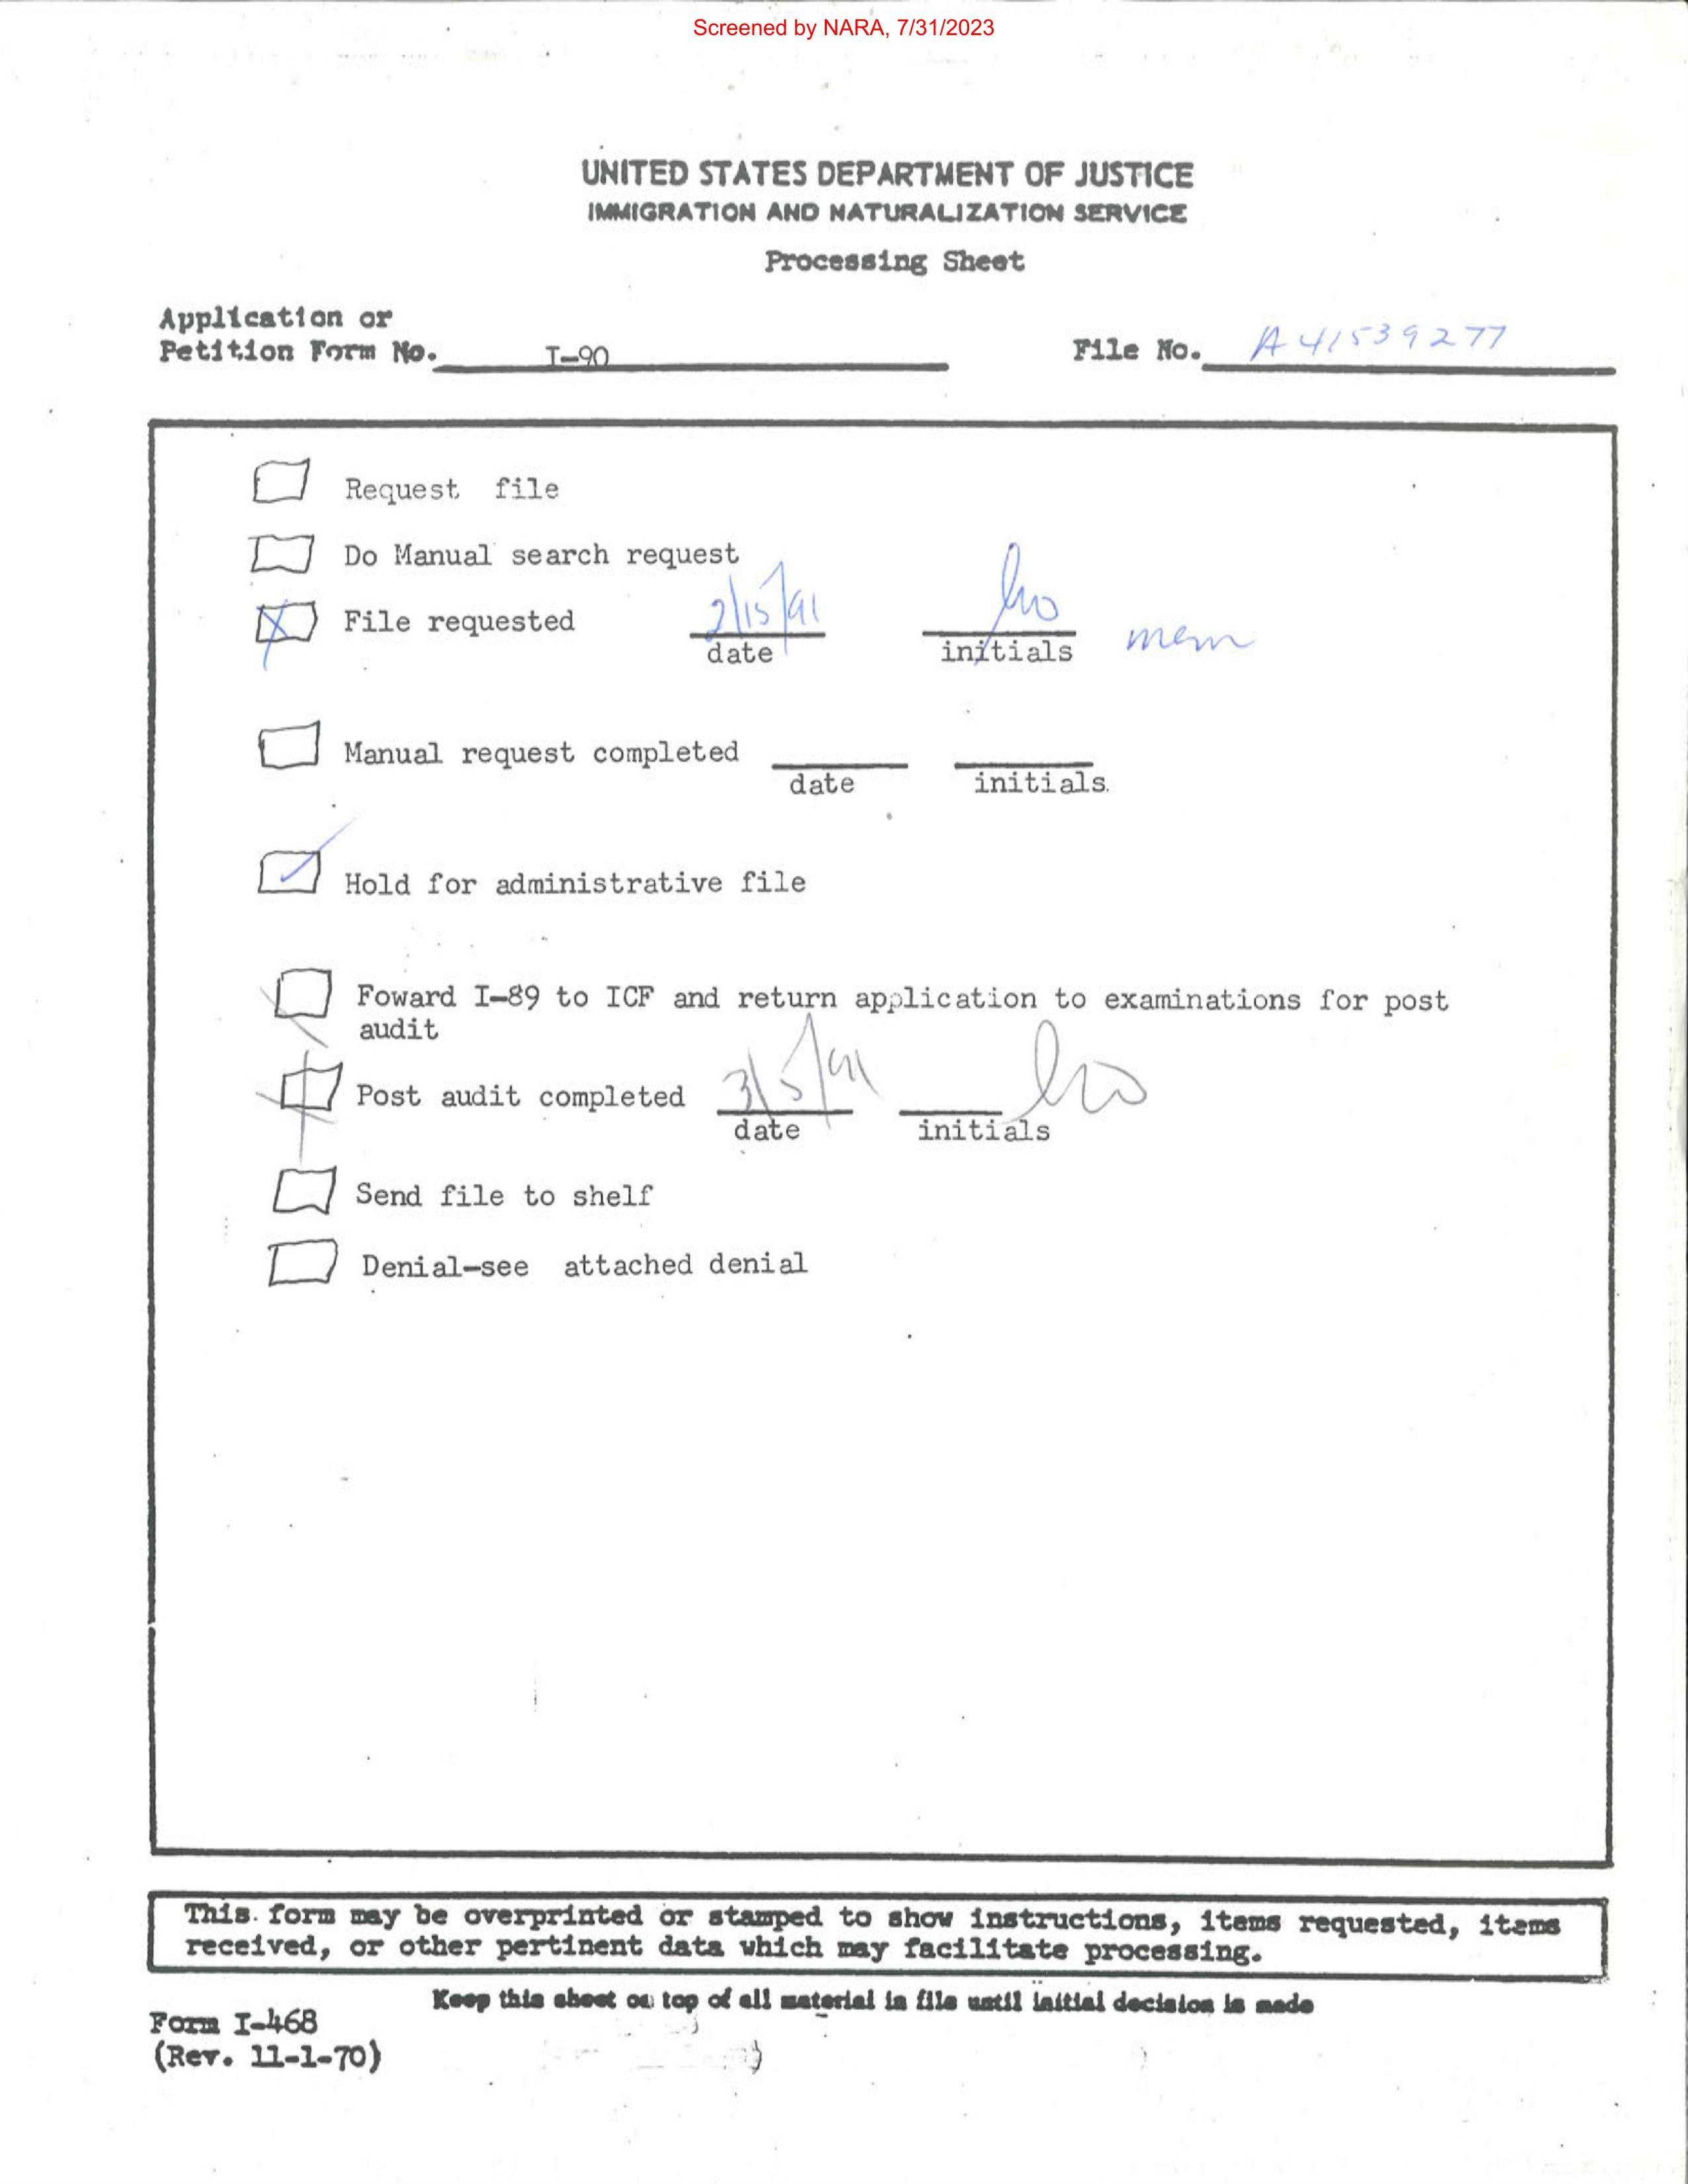 Screened by NARA, 7/31/2023
UNITED STATES DEPARTMENT OF JUSTICE
IMMIGRATION AND NATURALIZATION SERVICE
Processing Sheet
Application or
Petition Form No. I-90 File No. A 41539277
Request file
Do Manual search request
File requested 2/15/91
date initials mem
Manual request completed
date initials.
Hold for administrative file
Foward I-89 to ICF and return application to examinations for post
audit
Post audit completed 3/5/91
date initials
Send file to shelf
Denial-see attached denial
This form may be overprinted or stamped to show instructions, items requested, items
received, or other pertinent data which may facilitate processing.
Keep this sheet on top of all material in file until initial decision is made
Form I-468
(Rev. 11-1-70)